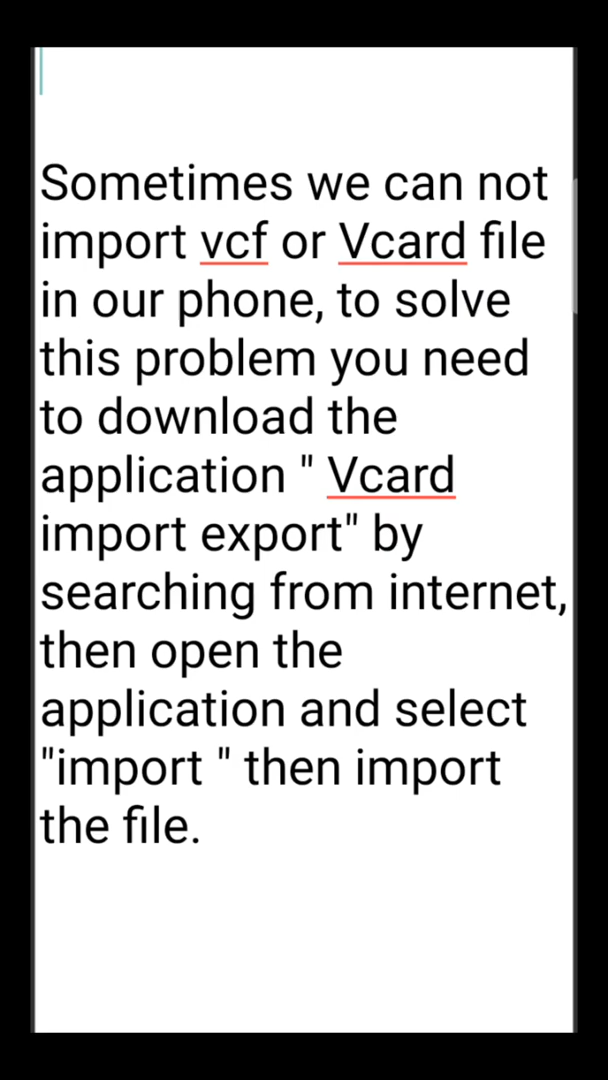 Sometimes we can not
import vcf or Vcard file
in our phone, to solve
this problem you need
to download the
application " Vcard
import export" by
searching from internet,
then open the
application and select
"import " then import
the file.